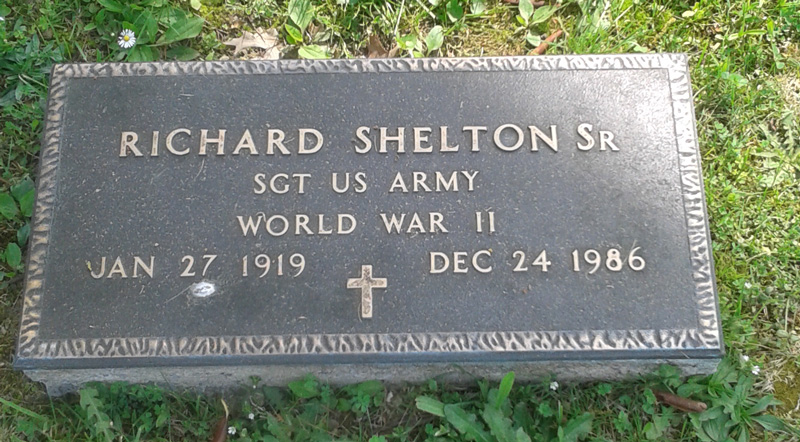 RICHARD SHELTON SR
SGT US ARMY
WORLD WAR II
JAN 27 1919 DEC 24 1986